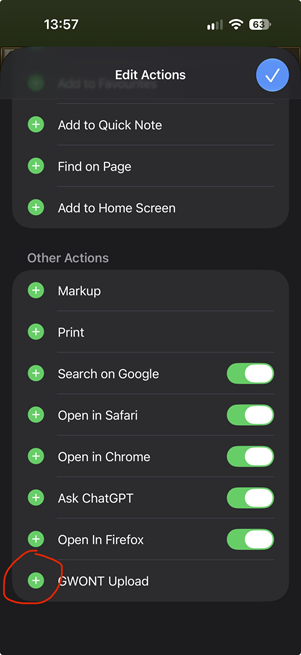 13:57
63
Edit Actions
Add to Favourites
Add to Quick Note
Find on Page
Add to Home Screen
Other Actions
Markup
Print
Search on Google
Open in Safari
Open in Chrome
Ask ChatGPT
Open In Firefox
GWONT Upload